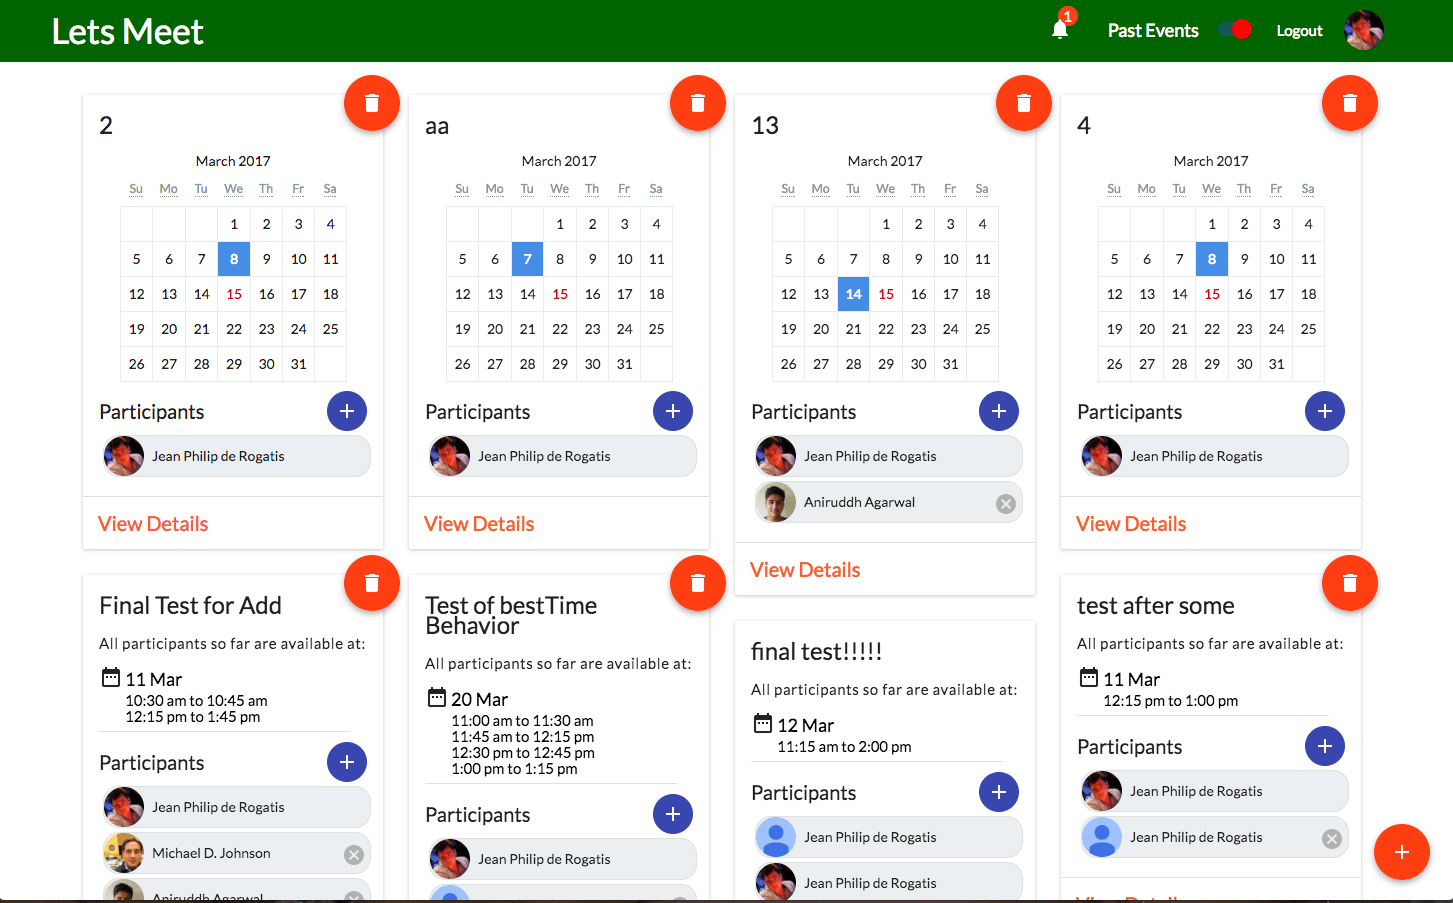 Lets Meet
1
Past Events
Logout
2
March 2017
Su Mo Tu We Th Fr Sa
1 2 3 4
5 6 7 8 9 10 11
12 13 14 15 16 17 18
19 20 21 22 23 24 25
26 27 28 29 30 31
Participants
Jean Philip de Rogatis
View Details
aa
March 2017
Su Mo Tu We Th Fr Sa
1 2 3 4
5 6 7 8 9 10 11
12 13 14 15 16 17 18
19 20 21 22 23 24 25
26 27 28 29 30 31
Participants
Jean Philip de Rogatis
View Details
13
March 2017
Su Mo Tu We Th Fr Sa
1 2 3 4
5 6 7 8 9 10 11
12 13 14 15 16 17 18
19 20 21 22 23 24 25
26 27 28 29 30 31
Participants
Jean Philip de Rogatis
Aniruddh Agarwal
View Details
4
March 2017
Su Mo Tu We Th Fr Sa
1 2 3 4
5 6 7 8 9 10 11
12 13 14 15 16 17 18
19 20 21 22 23 24 25
26 27 28 29 30 31
Participants
Jean Philip de Rogatis
View Details
Final Test for Add
All participants so far are available at:
11 Mar
10:30 am to 10:45 am
12:15 pm to 1:45 pm
Participants
Jean Philip de Rogatis
Michael D. Johnson
Aniruddh Agarwal
Test of bestTime
Behavior
All participants so far are available at:
20 Mar
11:00 am to 11:30 am
11:45 am to 12:15 pm
12:30 pm to 12:45 pm
1:00 pm to 1:15 pm
Participants
Jean Philip de Rogatis
final test!!!!!
All participants so far are available at:
12 Mar
11:15 am to 2:00 pm
Participants
Jean Philip de Rogatis
Jean Philip de Rogatis
test after some
All participants so far are available at:
11 Mar
12:15 pm to 1:00 pm
Participants
Jean Philip de Rogatis
Jean Philip de Rogatis